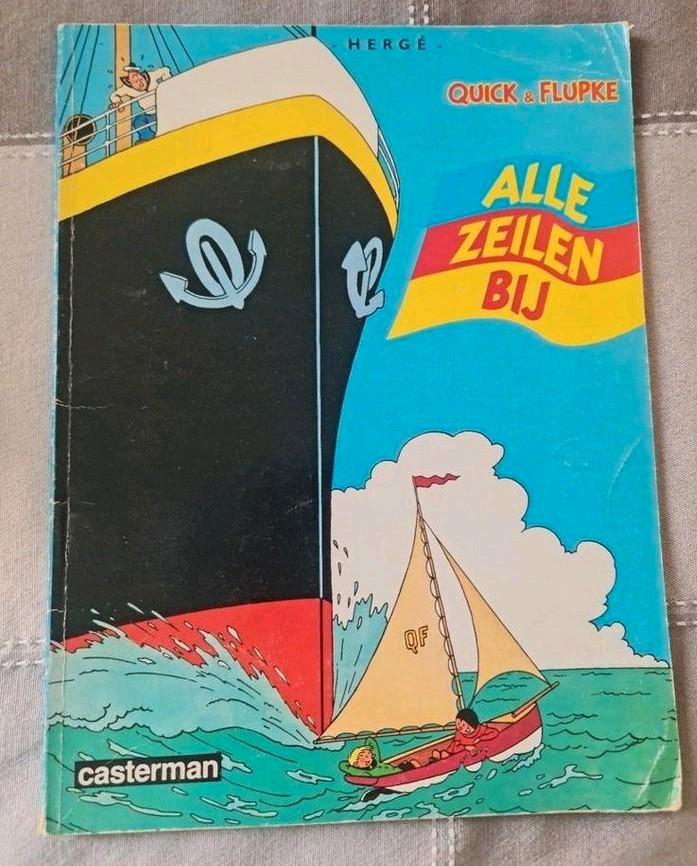 - HERGÉ -
QUICK & FLUPKE
ALLE
ZEILEN
BIJ
QF
casterman